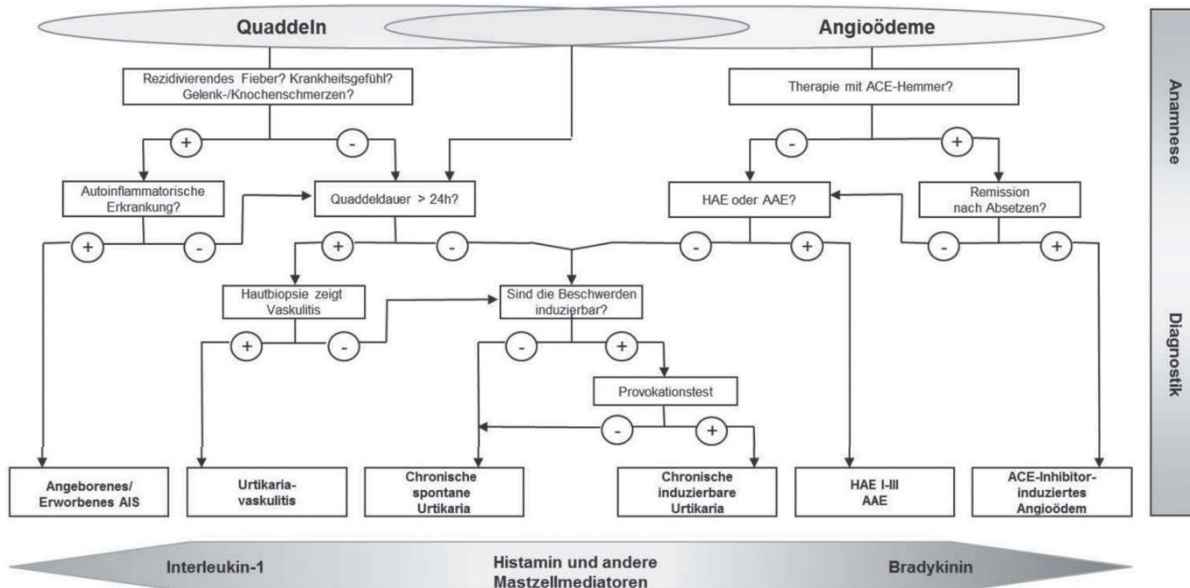 Quaddeln
Angioödeme
Rezidivierendes Fieber? Krankheitsgefühl?
Gelenk-/Knochenschmerzen?
Therapie mit ACE-Hemmer?
+
-
-
+
Autoinflammatorische
Erkrankung?
Quaddeldauer > 24h?
HAE oder AAE?
Remission
nach Absetzen?
+
-
+
-
-
+
-
+
Hautbiopsie zeigt
Vaskulitis
Sind die Beschwerden
induzierbar?
+
-
-
+
Provokationstest
-
+
Angeborenes/
Erworbenes AIS
Urtikaria-
vaskulitis
Chronische
spontane
Urtikaria
Chronische
induzierbare
Urtikaria
HAE I-III
AAE
ACE-Inhibitor-
induziertes
Angioödem
Interleukin-1
Histamin und andere
Mastzellmediatoren
Bradykinin
Anamnese
Diagnostik